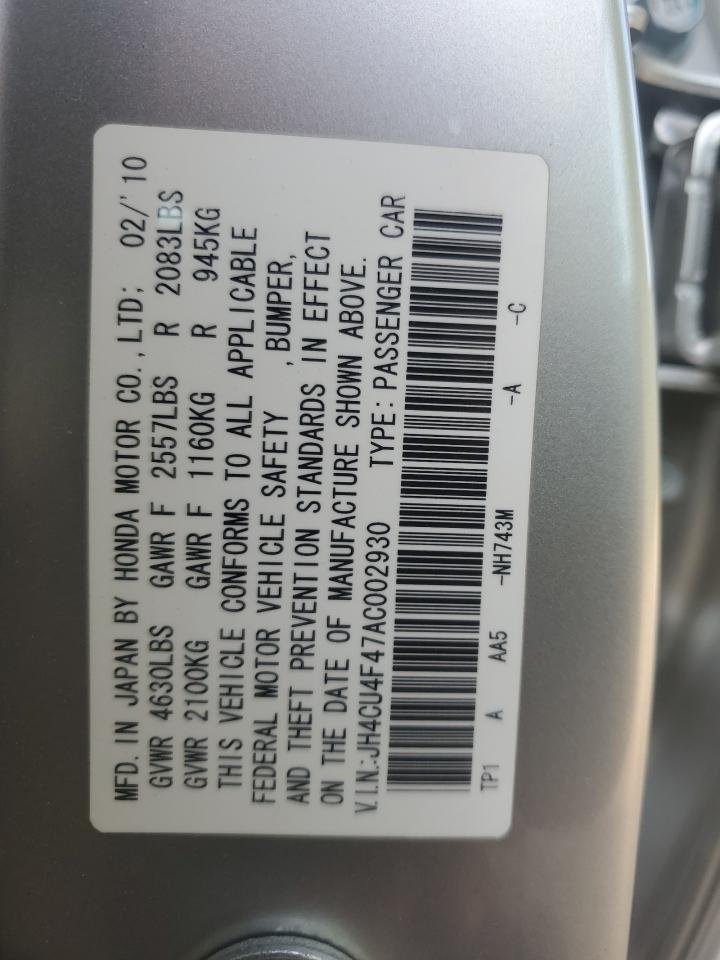 MFD. IN JAPAN BY HONDA MOTOR CO., LTD; 02/'10
GVWR 4630LBS GAWR F 2557LBS R 2083LBS
GVWR 2100KG GAWR F 1160KG R 945KG
THIS VEHICLE CONFORMS TO ALL APPLICABLE
FEDERAL MOTOR VEHICLE SAFETY , BUMPER,
AND THEFT PREVENTION STANDARDS IN EFFECT
ON THE DATE OF MANUFACTURE SHOWN ABOVE.
V.I.N.:JH4CU4F47AC002930 TYPE: PASSENGER CAR
TP1 A AA5 -NH743M -A -C